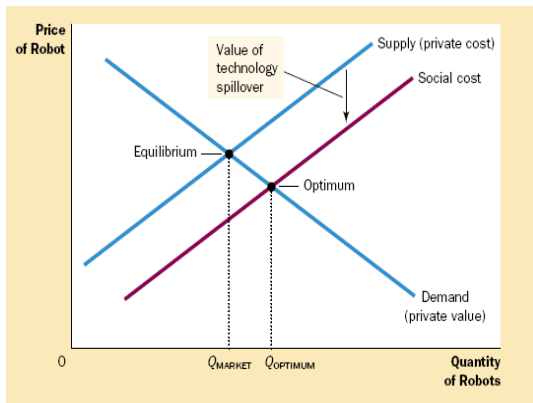 Price
of Robot
Value of
technology
spillover
Supply (private cost)
Social cost
Equilibrium
Optimum
Demand
(private value)
O
QMARKET
QOPTIMUM
Quantity
of Robots